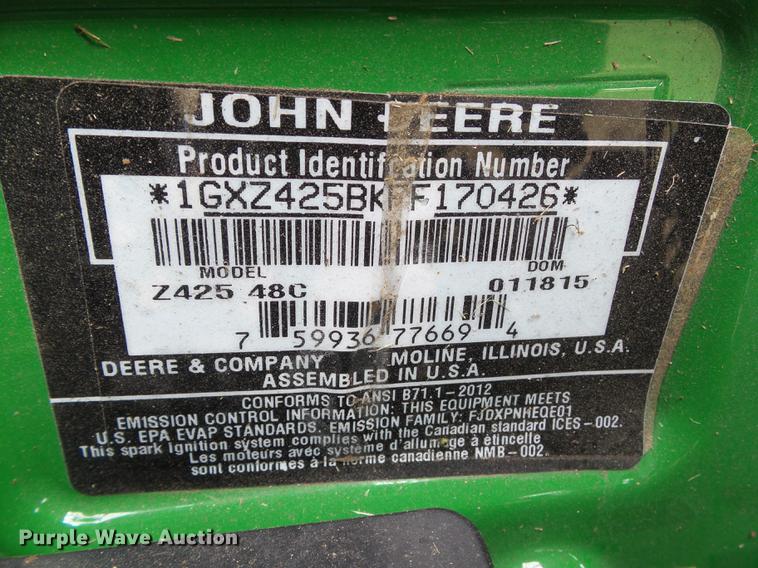 JOHN DEERE
Product Identification Number
*1GXZ425BK F170426*
MODEL DOM
Z425 48C 011815
7 59936 77669 4
DEERE & COMPANY MOLINE, ILLINOIS, U.S.A.
ASSEMBLED IN U.S.A.
CONFORMS TO ANSI B71.1-2012
EMISSION CONTROL INFORMATION: THIS EQUIPMENT MEETS
U.S. EPA EVAP STANDARDS. EMISSION FAMILY: FJDXPNHEQE01
This spark ignition system complies with the Canadian standard ICES-002.
Les moteurs avec système d'allumage à étincelle
sont conformes à la norme canadienne NMB-002.
Purple Wave Auction